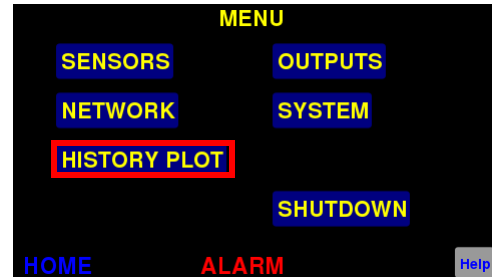 MENU
SENSORS OUTPUTS
NETWORK SYSTEM
HISTORY PLOT
SHUTDOWN
HOME ALARM Help